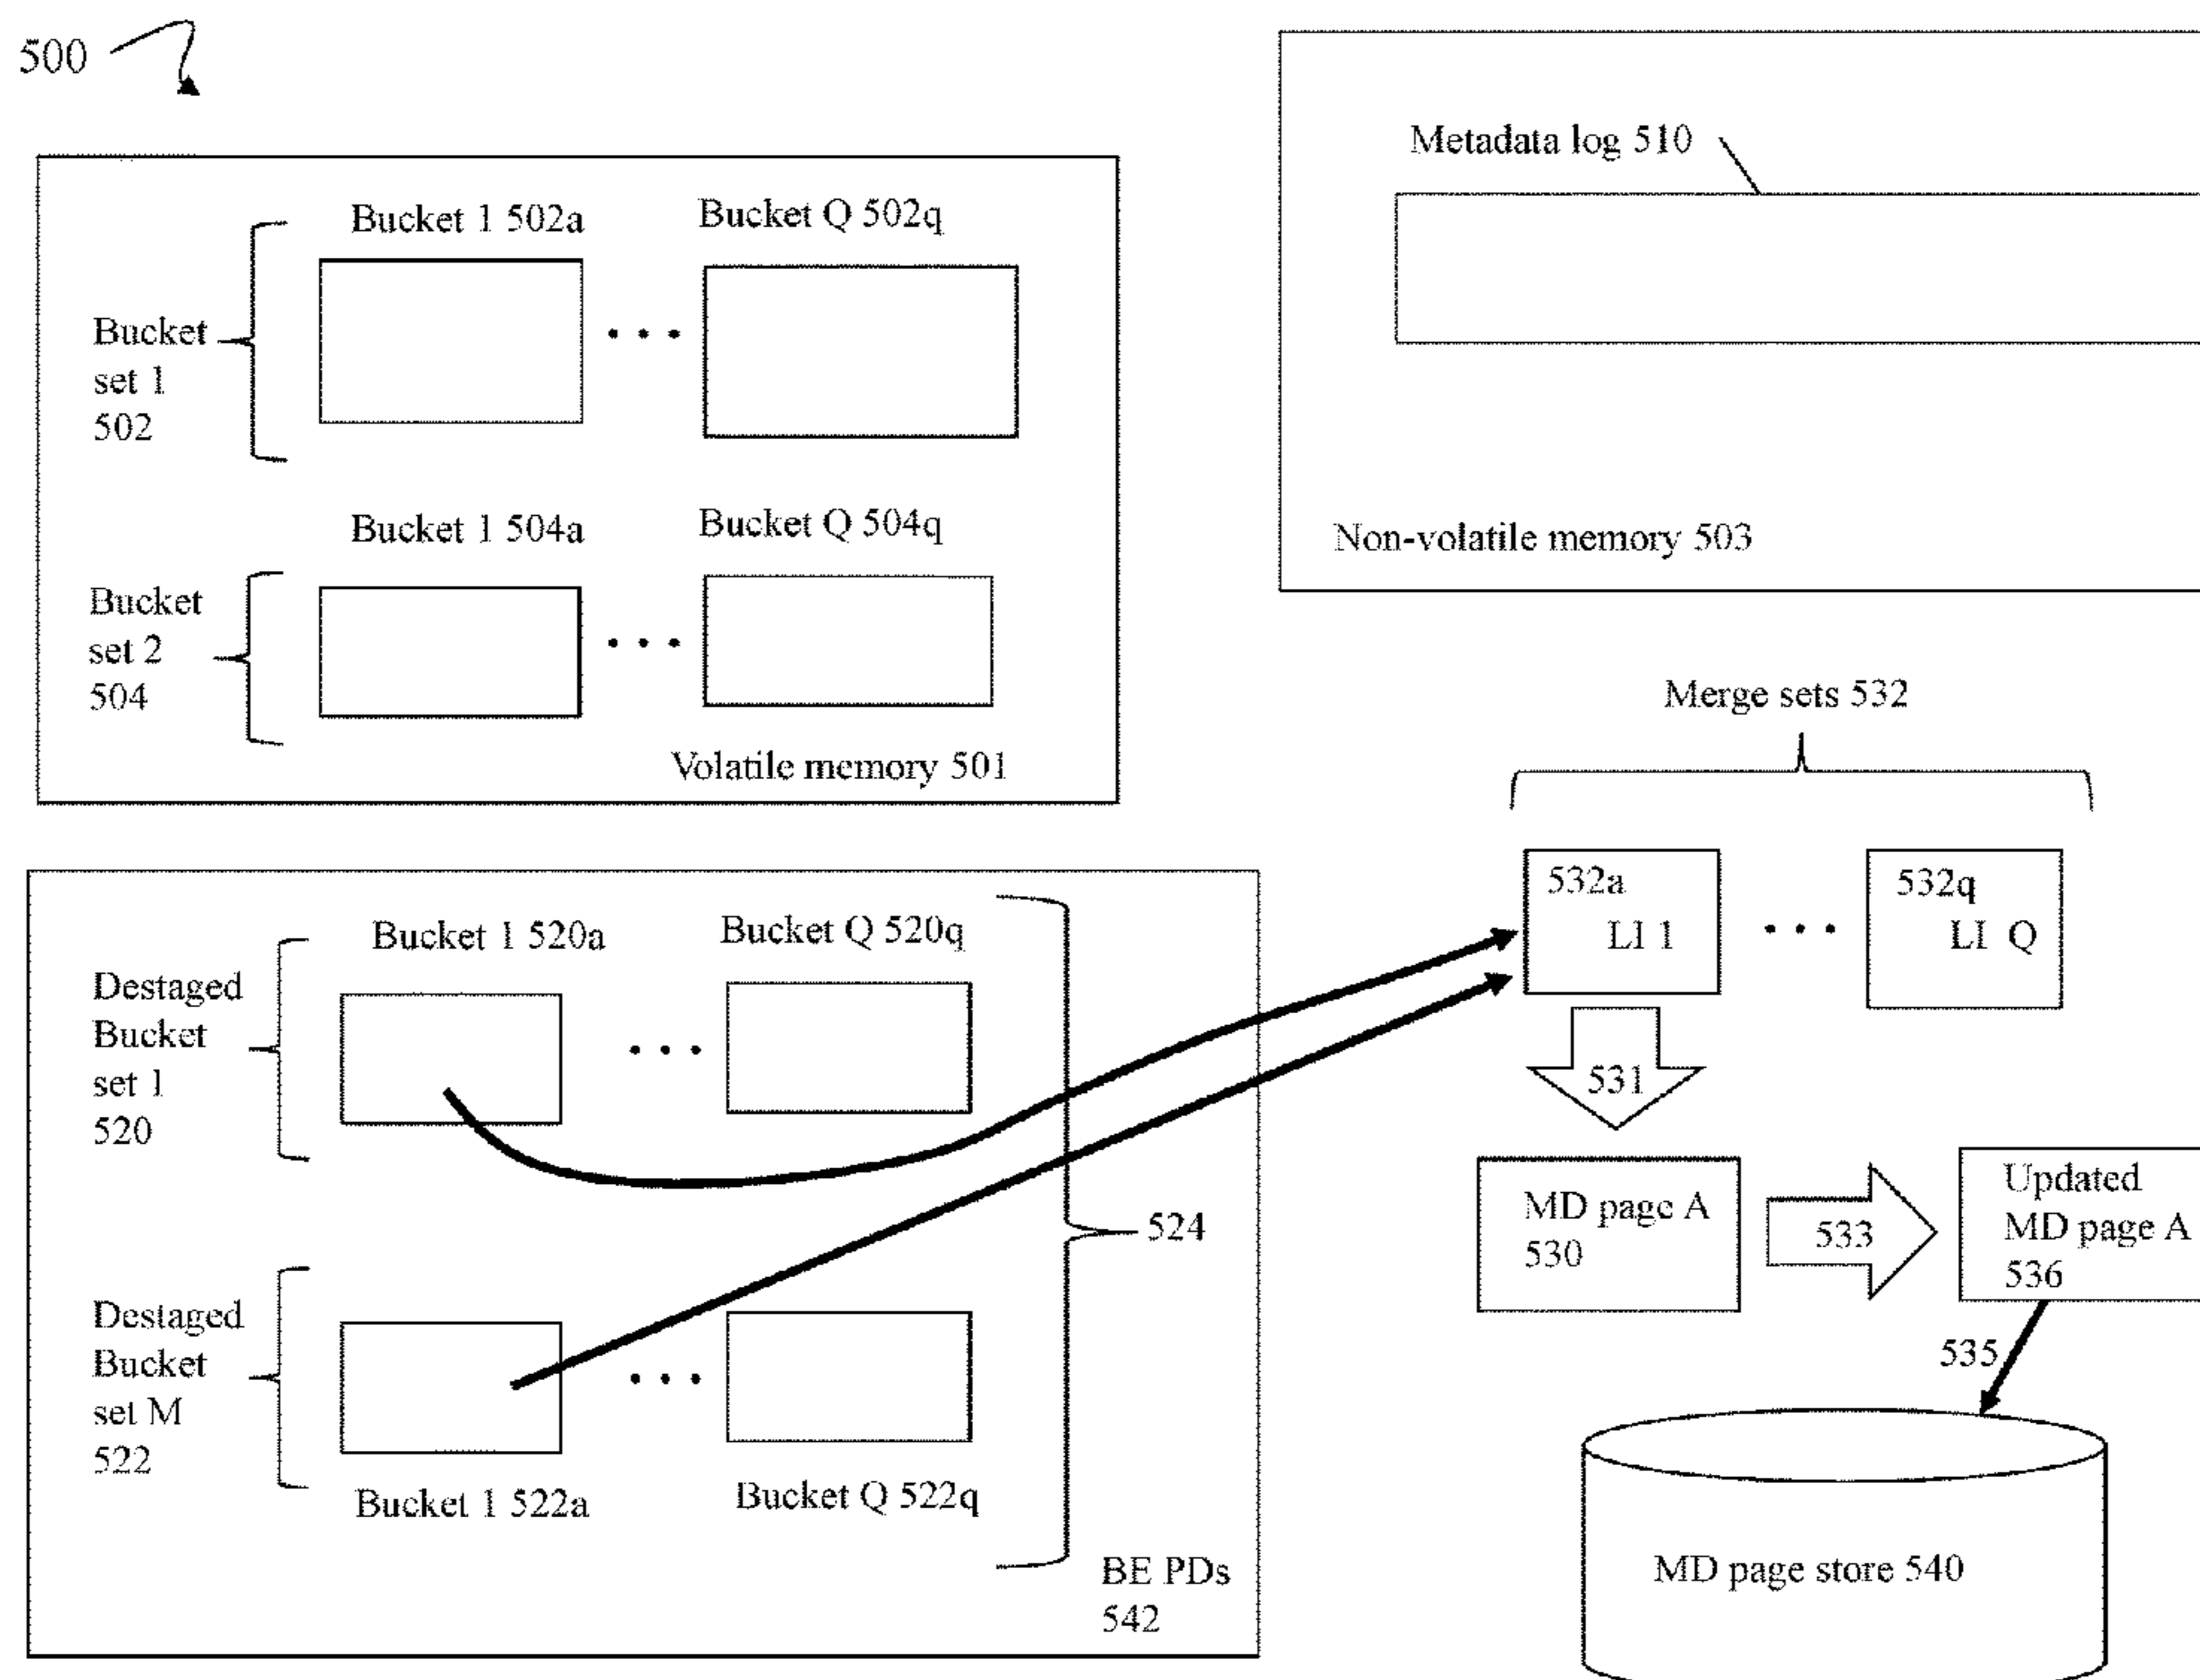 500
Metadata log 510
Non-volatile memory 503
Bucket 1 502a
Bucket Q 502q
Bucket
set 1
502
Bucket 1 504a
Bucket Q 504q
Bucket
set 2
504
Volatile memory 501
Merge sets 532
532a
LI 1
532q
LI Q
531
MD page A
530
533
Updated
MD page A
536
535
MD page store 540
Bucket 1 520a
Bucket Q 520q
Destaged
Bucket
set 1
520
524
Destaged
Bucket
set M
522
Bucket 1 522a
Bucket Q 522q
BE PDs
542